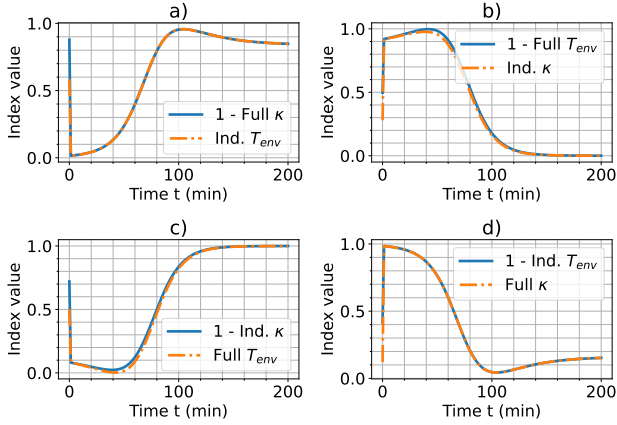 a)
Index value
1.0
0.5
0.0
1 - Full κ
Ind. T_env
0
100
200
Time t (min)
b)
Index value
1.0
0.5
0.0
1 - Full T_env
Ind. κ
0
100
200
Time t (min)
c)
Index value
1.0
0.5
0.0
1 - Ind. κ
Full T_env
0
100
200
Time t (min)
d)
Index value
1.0
0.5
0.0
1 - Ind. T_env
Full κ
0
100
200
Time t (min)